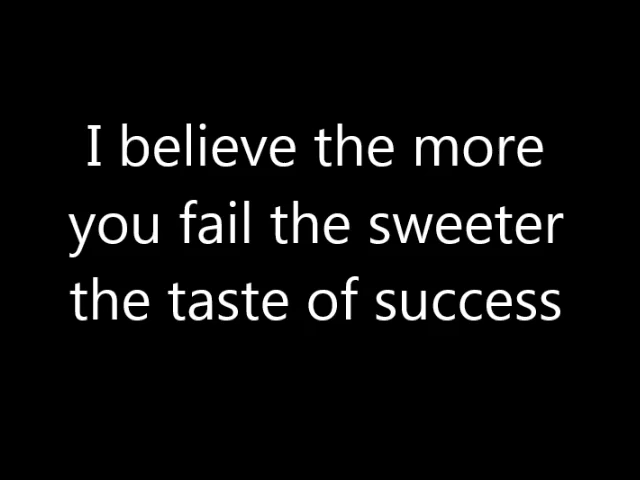 I believe the more
you fail the sweeter
the taste of success